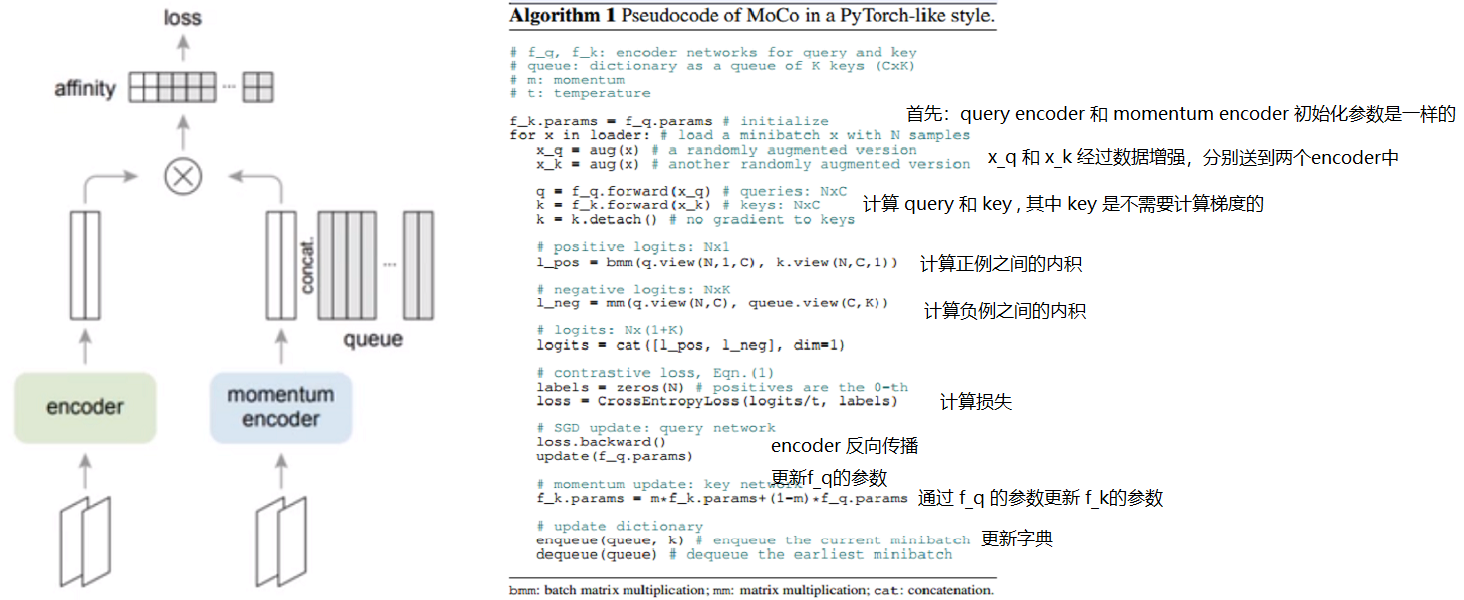 loss
affinity
...
concat.
...
queue
encoder
momentum
encoder
Algorithm 1 Pseudocode of MoCo in a PyTorch-like style.
# f_q, f_k: encoder networks for query and key
# queue: dictionary as a queue of K keys (CxK)
# m: momentum
# t: temperature
首先：query encoder 和 momentum encoder 初始化参数是一样的
f_k.params = f_q.params # initialize
for x in loader: # load a minibatch x with N samples
x_q = aug(x) # a randomly augmented version
x_k = aug(x) # another randomly augmented version
x_q 和 x_k 经过数据增强，分别送到两个encoder中
q = f_q.forward(x_q) # queries: NxC
k = f_k.forward(x_k) # keys: NxC
计算 query 和 key , 其中 key 是不需要计算梯度的
k = k.detach() # no gradient to keys
# positive logits: Nx1
l_pos = bmm(q.view(N,1,C), k.view(N,C,1))
计算正例之间的内积
# negative logits: NxK
l_neg = mm(q.view(N,C), queue.view(C,K))
计算负例之间的内积
# logits: Nx(1+K)
logits = cat([l_pos, l_neg], dim=1)
# contrastive loss, Eqn.(1)
labels = zeros(N) # positives are the 0-th
loss = CrossEntropyLoss(logits/t, labels)
计算损失
# SGD update: query network
loss.backward()
encoder 反向传播
update(f_q.params)
更新f_q的参数
# momentum update: key network
f_k.params = m*f_k.params+(1-m)*f_q.params
通过 f_q 的参数更新 f_k的参数
# update dictionary
enqueue(queue, k) # enqueue the current minibatch
更新字典
dequeue(queue) # dequeue the earliest minibatch
bmm: batch matrix multiplication; mm: matrix multiplication; cat: concatenation.